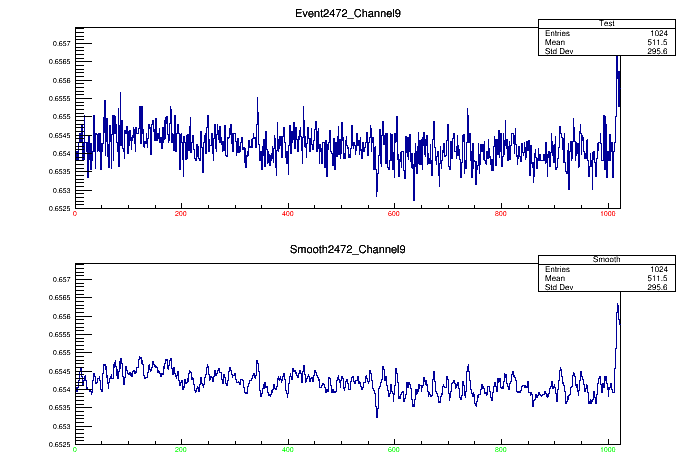 Event2472_Channel9
Test
Entries 1024
Mean 511.5
Std Dev 295.6
0.657
0.6565
0.656
0.6555
0.655
0.6545
0.654
0.6535
0.653
0.6525
0 200 400 600 800 1000
Smooth2472_Channel9
Smooth
Entries 1024
Mean 511.5
Std Dev 295.6
0.657
0.6565
0.656
0.6555
0.655
0.6545
0.654
0.6535
0.653
0.6525
0 200 400 600 800 1000